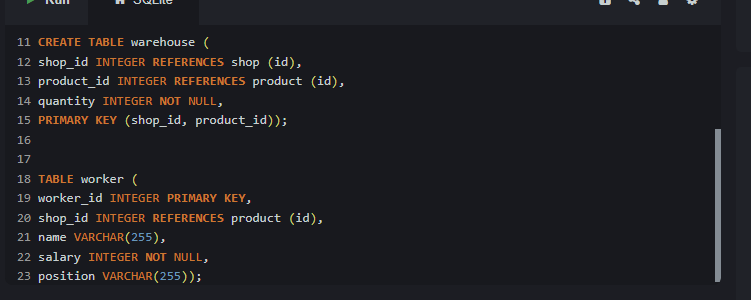 Run SQLite
11 CREATE TABLE warehouse (
12 shop_id INTEGER REFERENCES shop (id),
13 product_id INTEGER REFERENCES product (id),
14 quantity INTEGER NOT NULL,
15 PRIMARY KEY (shop_id, product_id));
16
17
18 TABLE worker (
19 worker_id INTEGER PRIMARY KEY,
20 shop_id INTEGER REFERENCES product (id),
21 name VARCHAR(255),
22 salary INTEGER NOT NULL,
23 position VARCHAR(255));